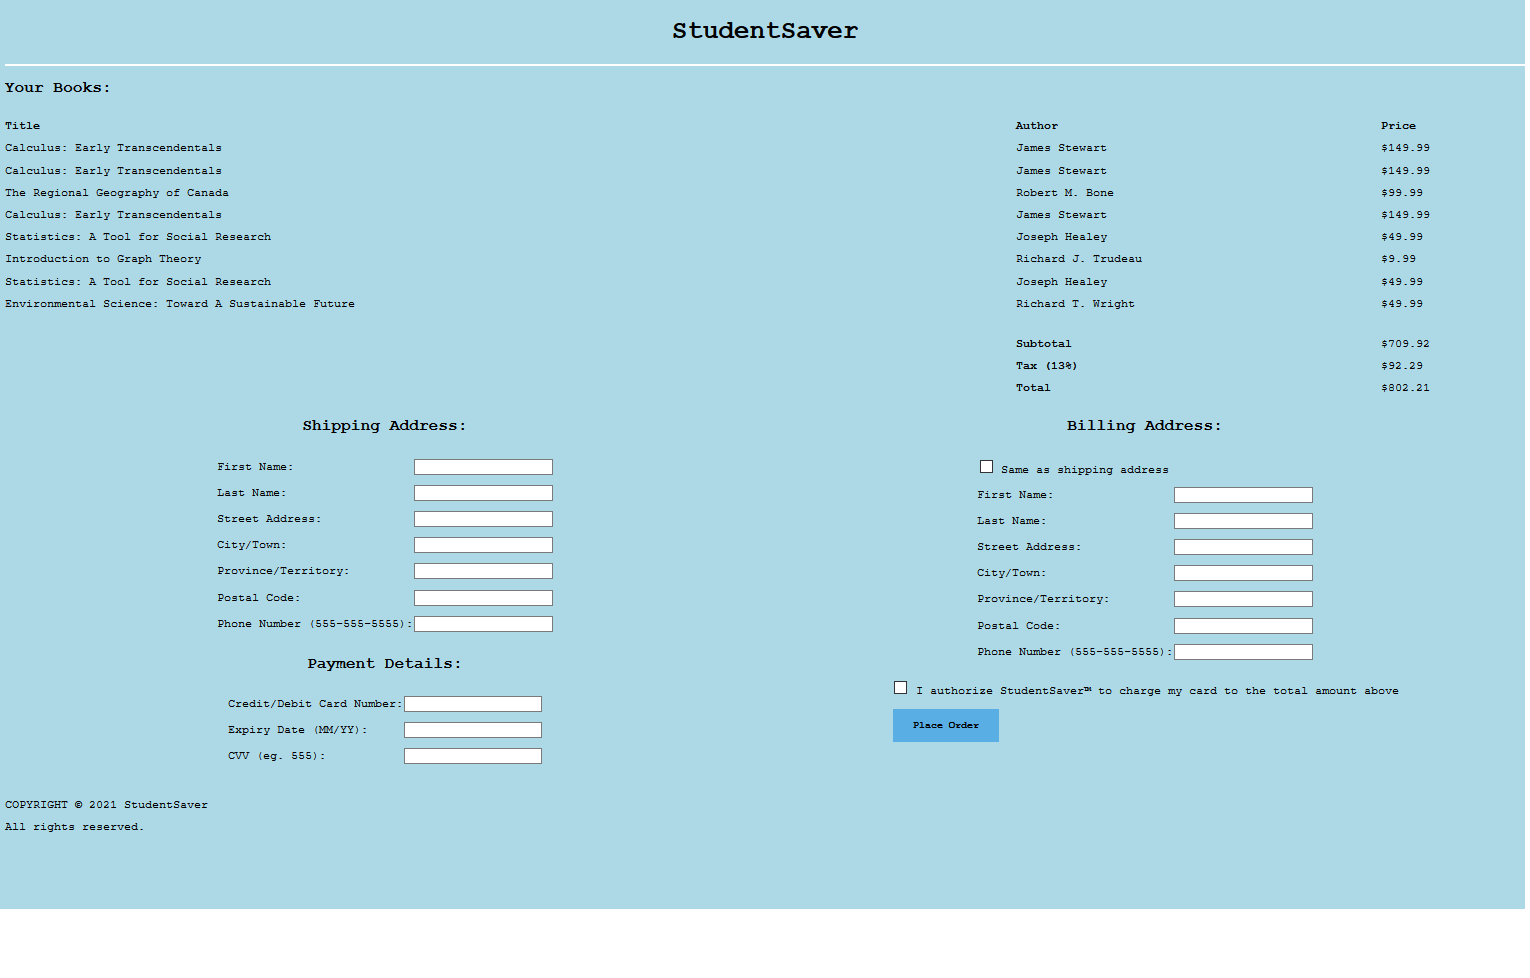 StudentSaver
Your Books:
Title Author Price
Calculus: Early Transcendentals James Stewart $149.99
Calculus: Early Transcendentals James Stewart $149.99
The Regional Geography of Canada Robert M. Bone $99.99
Calculus: Early Transcendentals James Stewart $149.99
Statistics: A Tool for Social Research Joseph Healey $49.99
Introduction to Graph Theory Richard J. Trudeau $9.99
Statistics: A Tool for Social Research Joseph Healey $49.99
Environmental Science: Toward A Sustainable Future Richard T. Wright $49.99
Subtotal $709.92
Tax (13%) $92.29
Total $802.21
Shipping Address:
First Name:
Last Name:
Street Address:
City/Town:
Province/Territory:
Postal Code:
Phone Number (555-555-5555):
Billing Address:
Same as shipping address
First Name:
Last Name:
Street Address:
City/Town:
Province/Territory:
Postal Code:
Phone Number (555-555-5555):
Payment Details:
Credit/Debit Card Number:
Expiry Date (MM/YY):
CVV (eg. 555):
I authorize StudentSaver™ to charge my card to the total amount above
Place Order
COPYRIGHT © 2021 StudentSaver
All rights reserved.